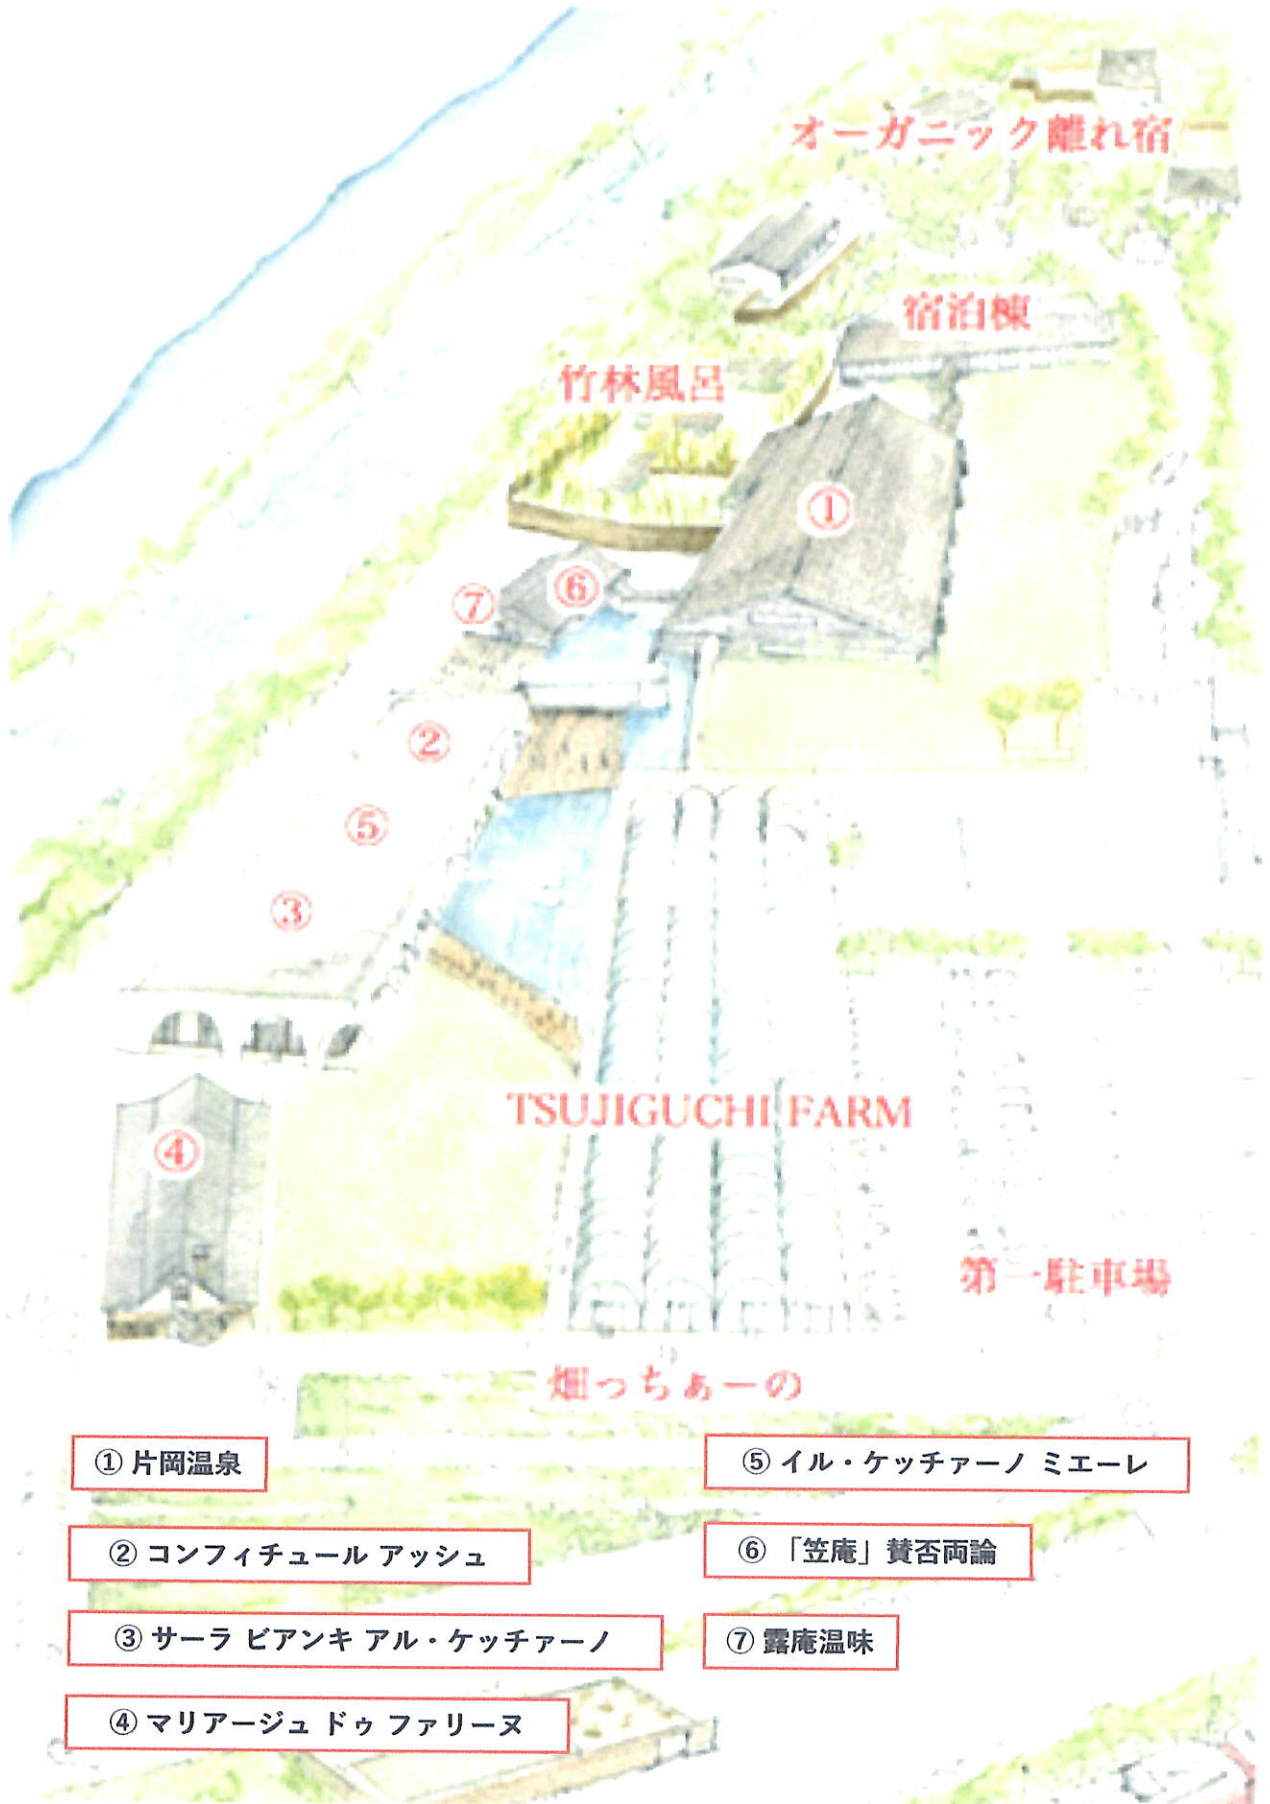 オーガニック離れ宿
宿泊棟
竹林風呂
①
⑥
⑦
②
⑤
③
TSUJIGUCHI FARM
④
第一駐車場
畑っちぁーの
① 片岡温泉
② コンフィチュール アッシュ
③ サーラ ビアンキ アル・ケッチァーノ
④ マリアージュ ドゥ ファリーヌ
⑤ イル・ケッチァーノ ミエーレ
⑥ 「笠庵」賛否両論
⑦ 露庵温味